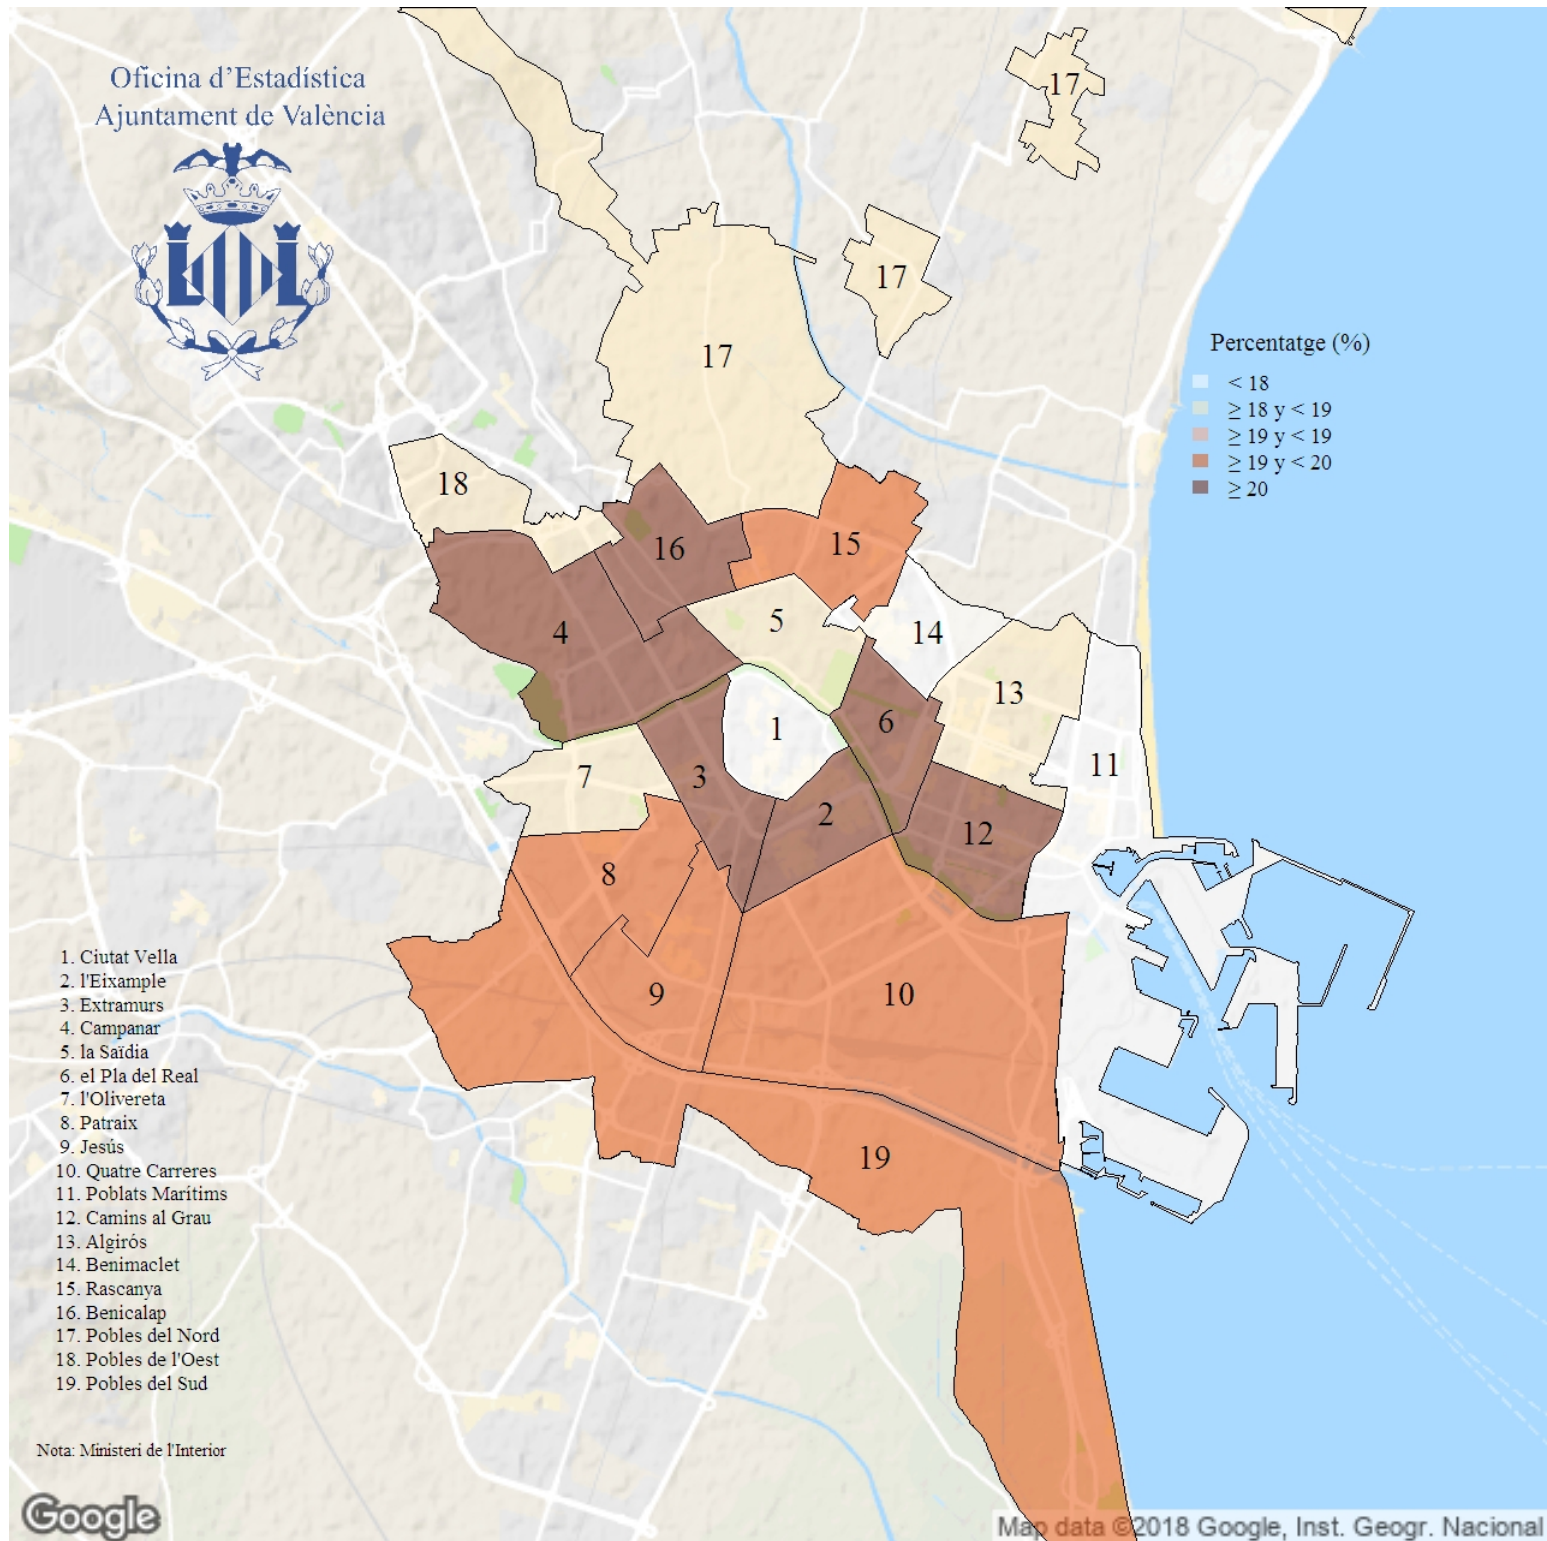 Oficina d'Estadística
Ajuntament de València
17
17
17
Percentatge (%)
< 18
≥ 18 y < 19
≥ 19 y < 19
≥ 19 y < 20
≥ 20
18
16
15
5
14
4
13
6
1
11
7
3
2
12
8
9
10
19
1. Ciutat Vella
2. l'Eixample
3. Extramurs
4. Campanar
5. la Saïdia
6. el Pla del Real
7. l'Olivereta
8. Patraix
9. Jesús
10. Quatre Carreres
11. Poblats Marítims
12. Camins al Grau
13. Algirós
14. Benimaclet
15. Rascanya
16. Benicalap
17. Pobles del Nord
18. Pobles de l'Oest
19. Pobles del Sud
Nota: Ministeri de l'Interior
Google
Map data ©2018 Google, Inst. Geogr. Nacional